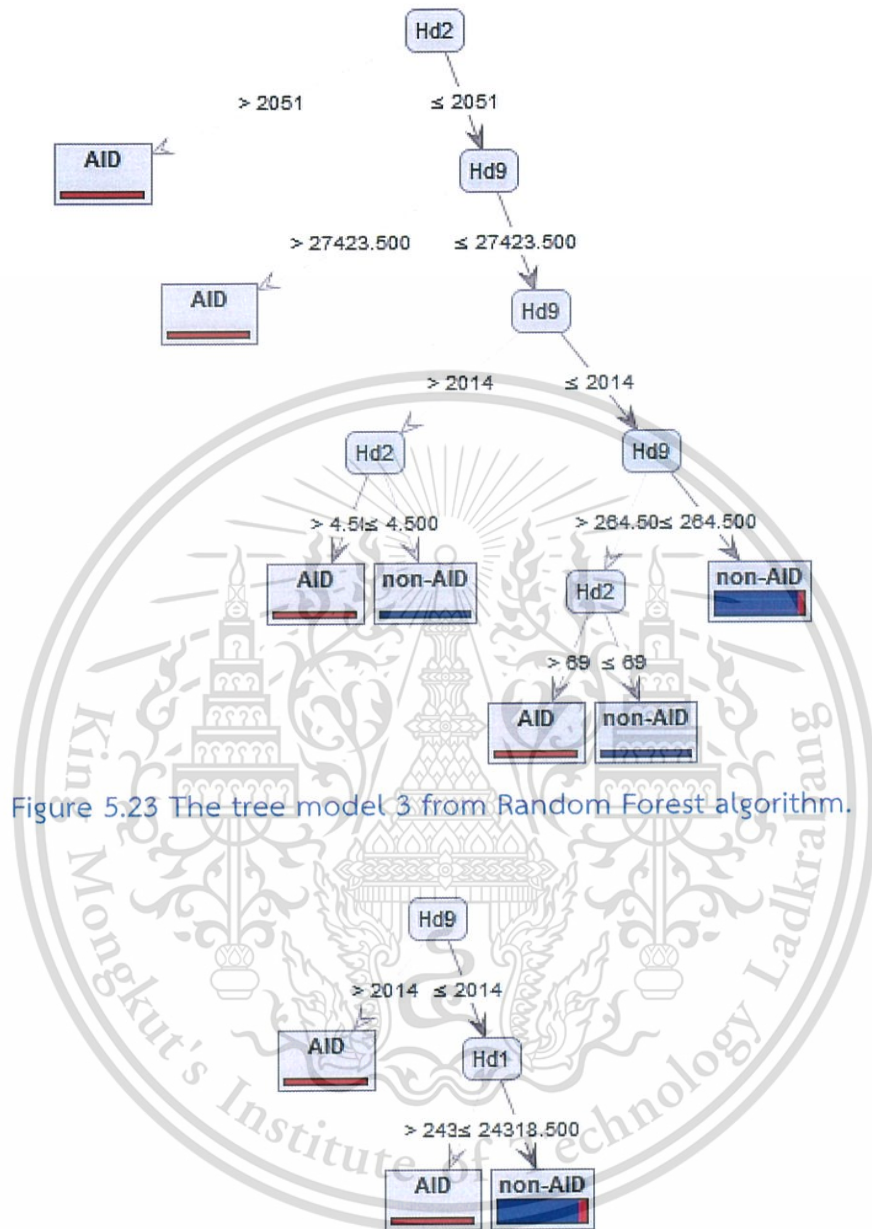 Hd2
> 2051 ≤ 2051
AID
Hd9
> 27423.500 ≤ 27423.500
AID
Hd9
> 2014 ≤ 2014
Hd2 Hd9
> 4.5 ≤ 4.500 > 264.50 ≤ 264.500
AID non-AID Hd2 non-AID
> 69 ≤ 69
AID non-AID
Figure 5.23 The tree model 3 from Random Forest algorithm.
Hd9
> 2014 ≤ 2014
AID Hd1
> 243 ≤ 24318.500
AID non-AID
King Mongkut's Institute of Technology Ladkrabang